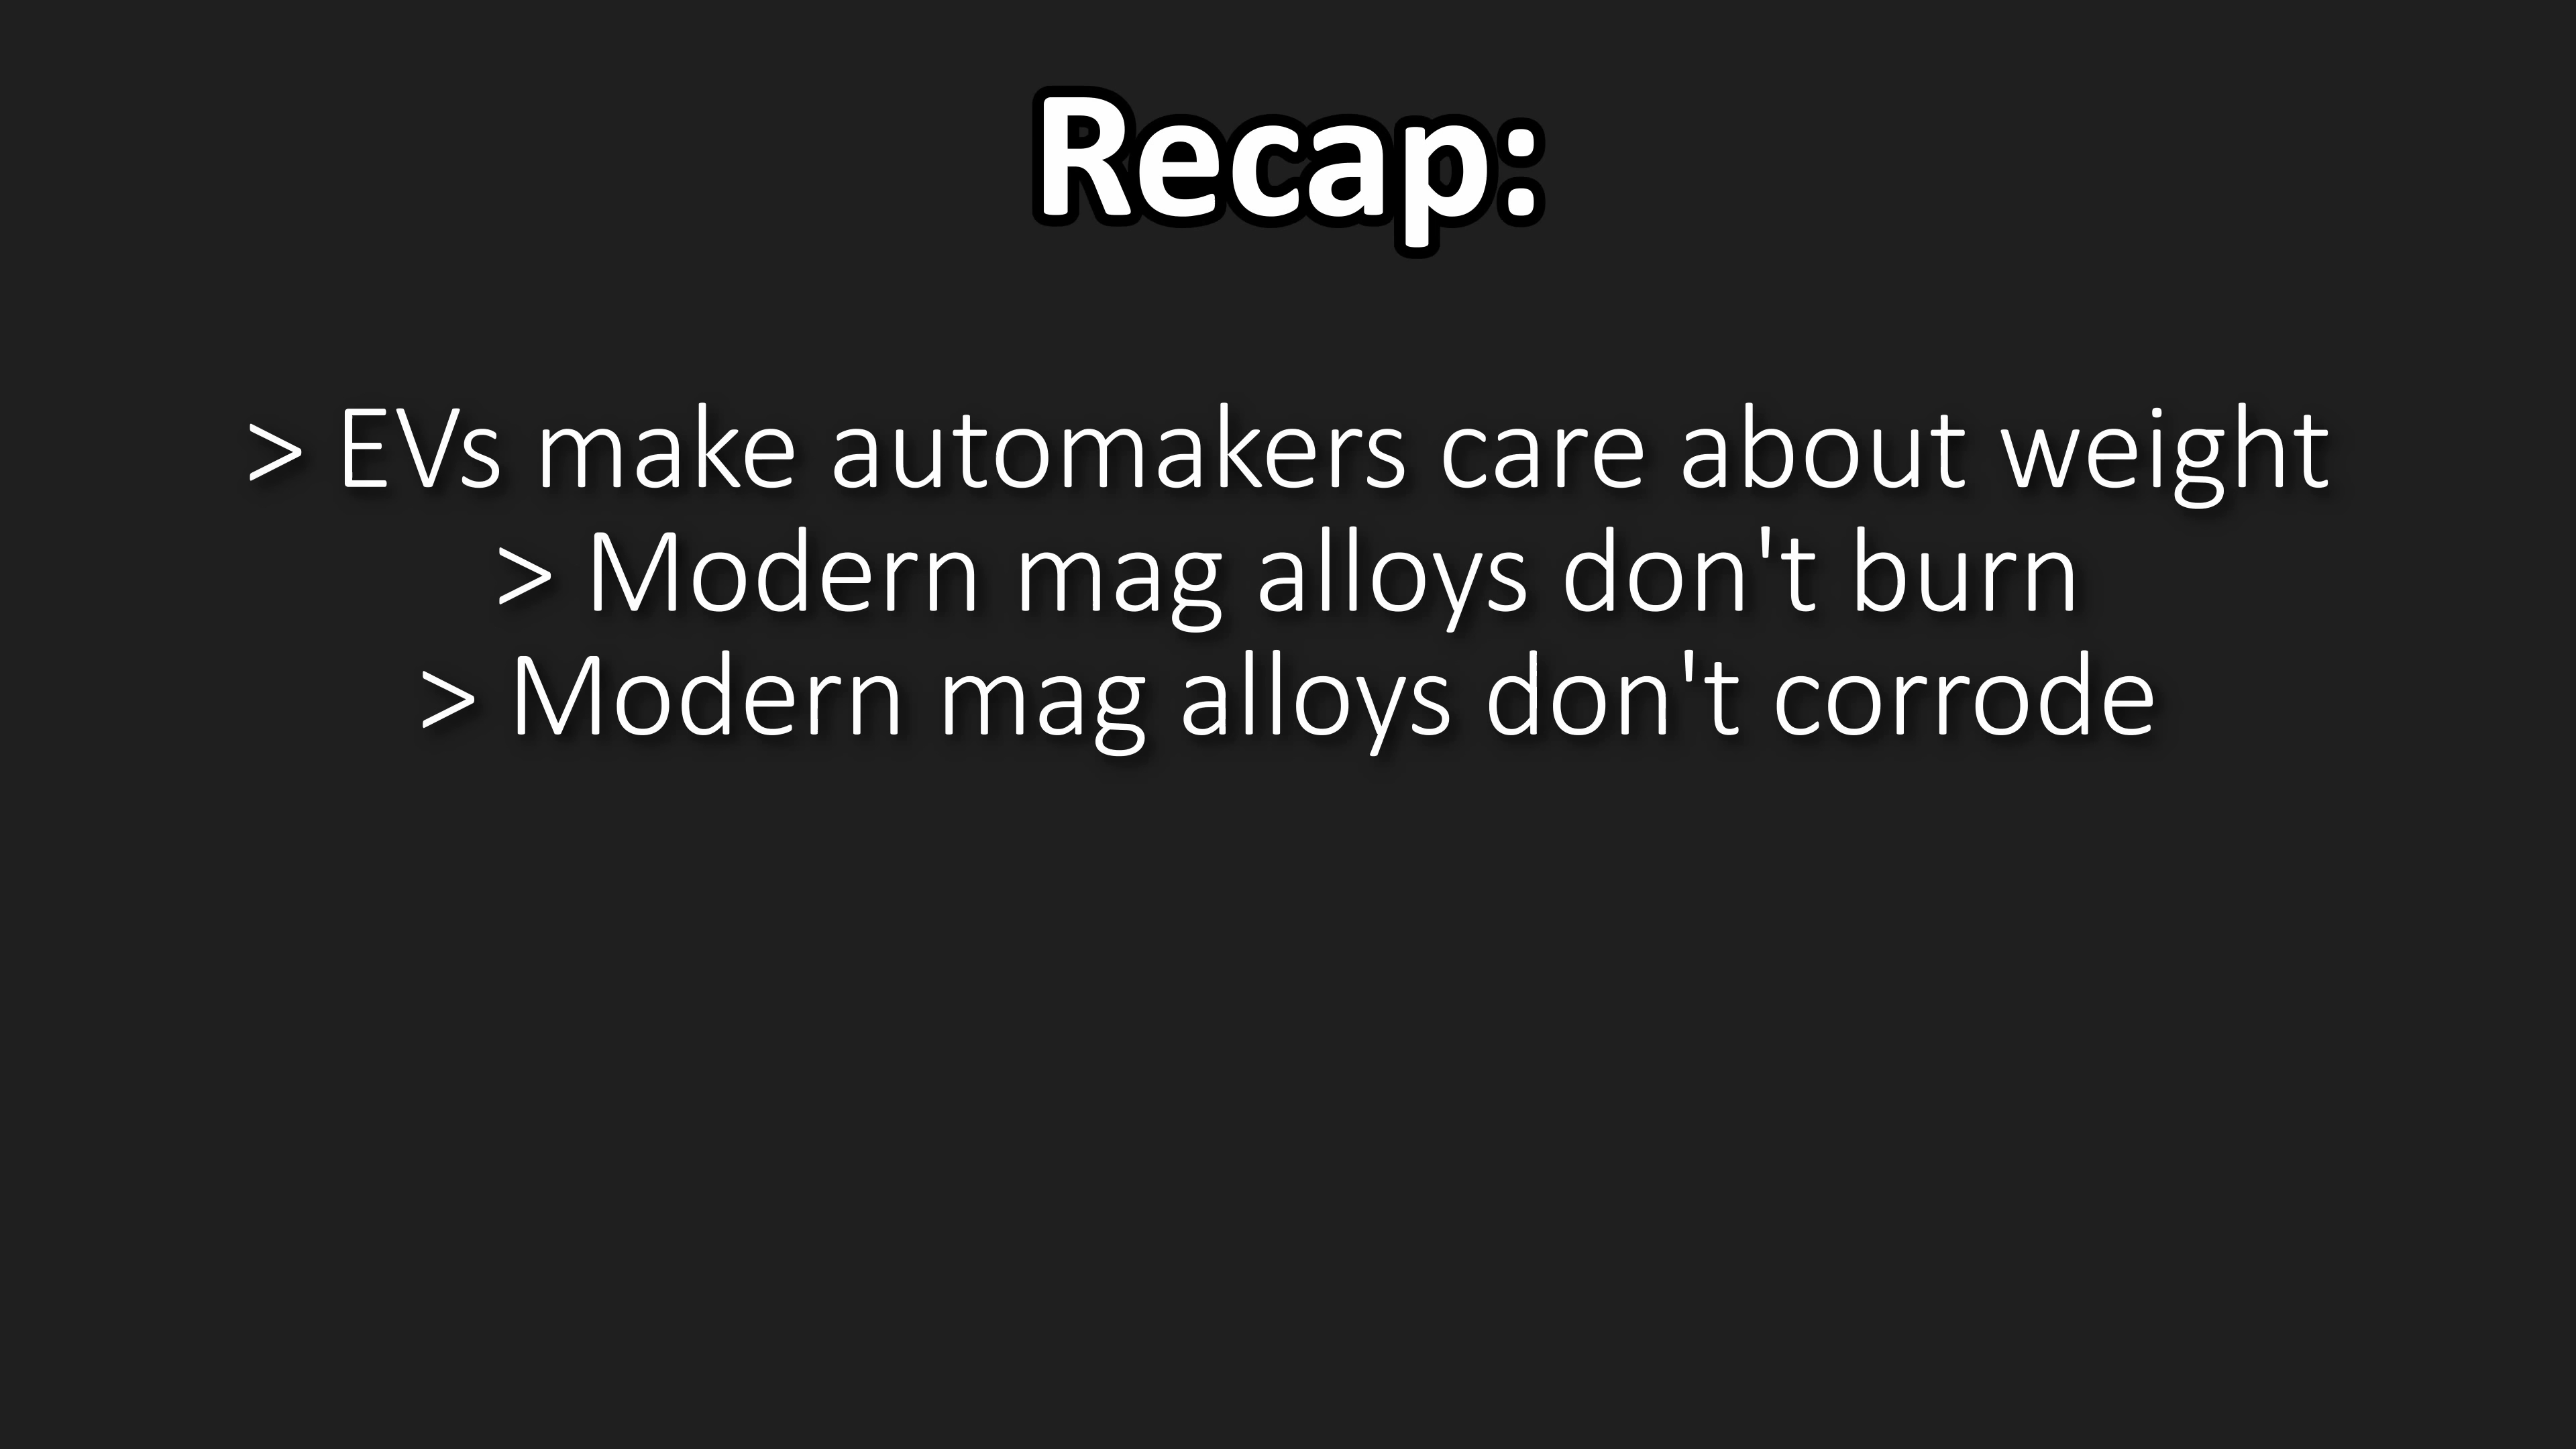 Recap:
> EVs make automakers care about weight
> Modern mag alloys don't burn
> Modern mag alloys don't corrode